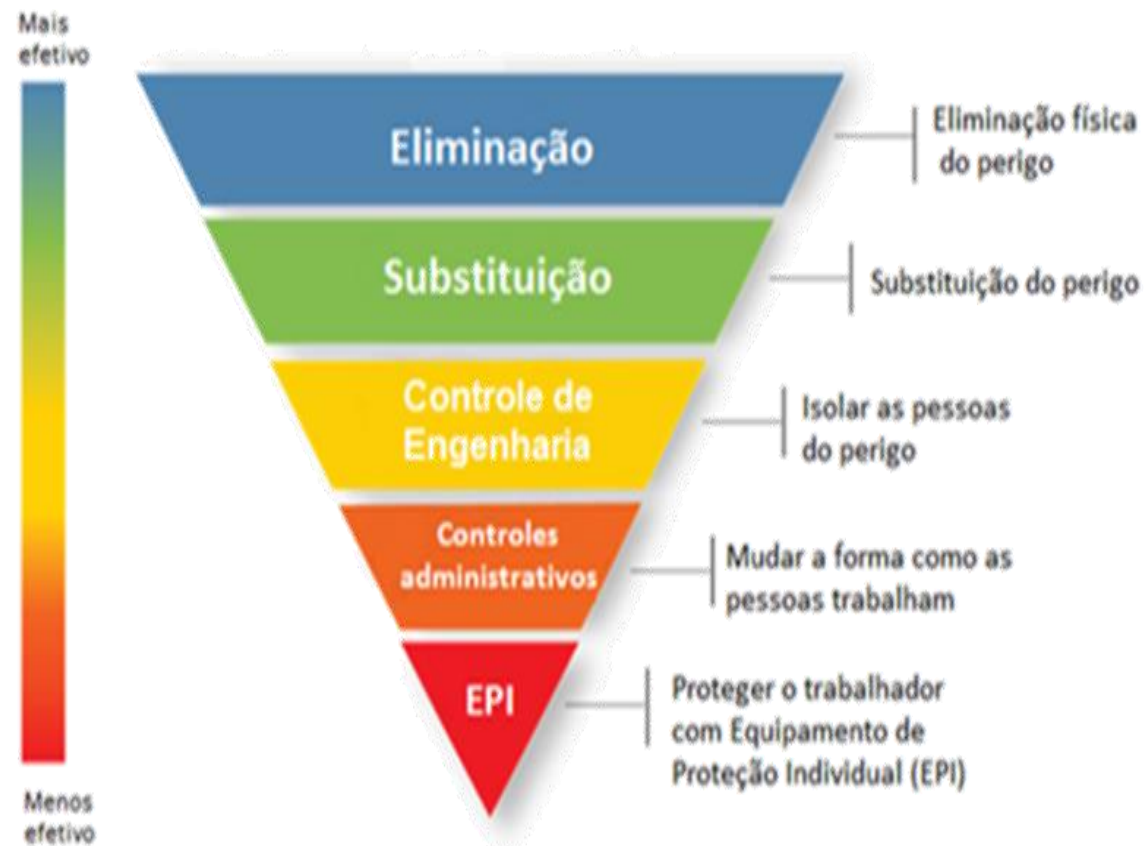 Mais
efetivo
Eliminação
Eliminação física
do perigo
Substituição
Substituição do perigo
Controle de
Engenharia
Isolar as pessoas
do perigo
Controles
administrativos
Mudar a forma como as
pessoas trabalham
EPI
Proteger o trabalhador
com Equipamento de
Proteção Individual (EPI)
Menos
efetivo